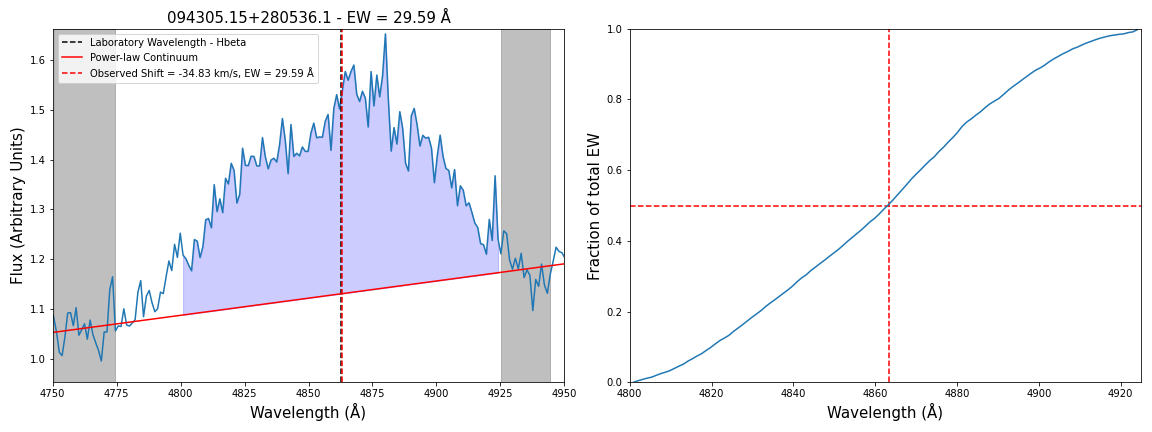 094305.15+280536.1 - EW = 29.59 Å
Laboratory Wavelength - Hbeta
Power-law Continuum
Observed Shift = -34.83 km/s, EW = 29.59 Å
Flux (Arbitrary Units)
1.6
1.5
1.4
1.3
1.2
1.1
1.0
4750 4775 4800 4825 4850 4875 4900 4925 4950
Wavelength (Å)
Fraction of total EW
1.0
0.8
0.6
0.4
0.2
0.0
4800 4820 4840 4860 4880 4900 4920
Wavelength (Å)